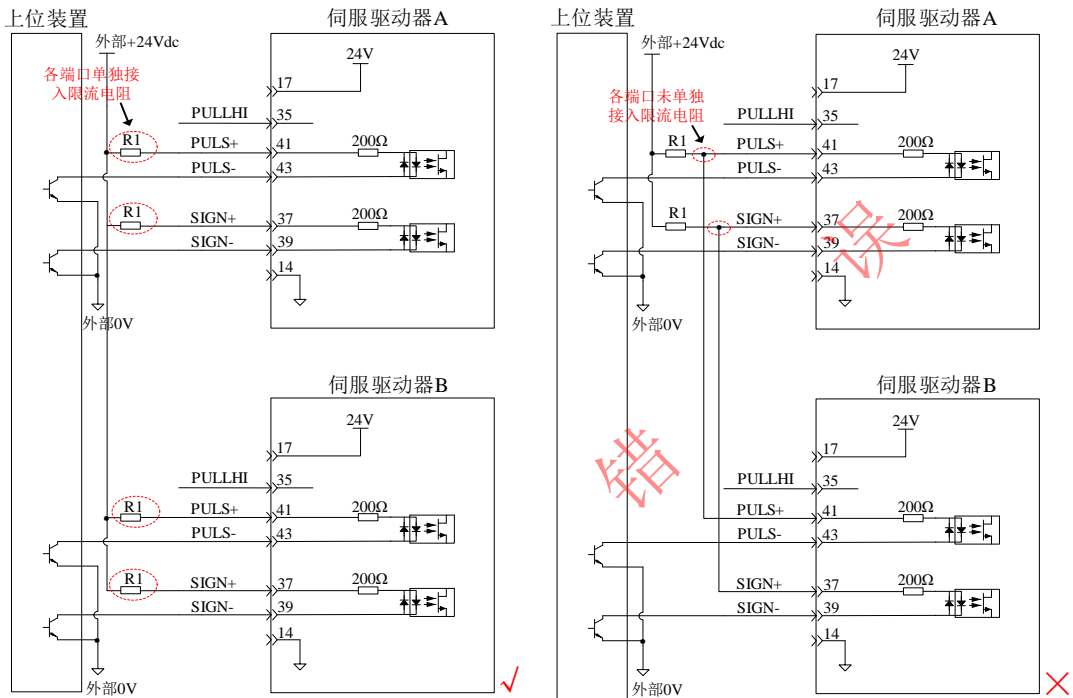 上位装置
伺服驱动器A
外部+24Vdc
各端口单独接
入限流电阻
24V
17
PULLHI
35
R1
PULS+
41
200Ω
PULS-
43
R1
SIGN+
37
200Ω
SIGN-
39
14
外部0V
伺服驱动器B
24V
17
PULLHI
35
R1
PULS+
41
200Ω
PULS-
43
R1
SIGN+
37
200Ω
SIGN-
39
14
外部0V
√
上位装置
伺服驱动器A
外部+24Vdc
各端口未单独
接入限流电阻
24V
17
PULLHI
35
R1
PULS+
41
200Ω
PULS-
43
R1
SIGN+
37
200Ω
SIGN-
39
14
外部0V
错误
伺服驱动器B
24V
17
PULLHI
35
PULS+
41
200Ω
PULS-
43
SIGN+
37
200Ω
SIGN-
39
14
外部0V
×